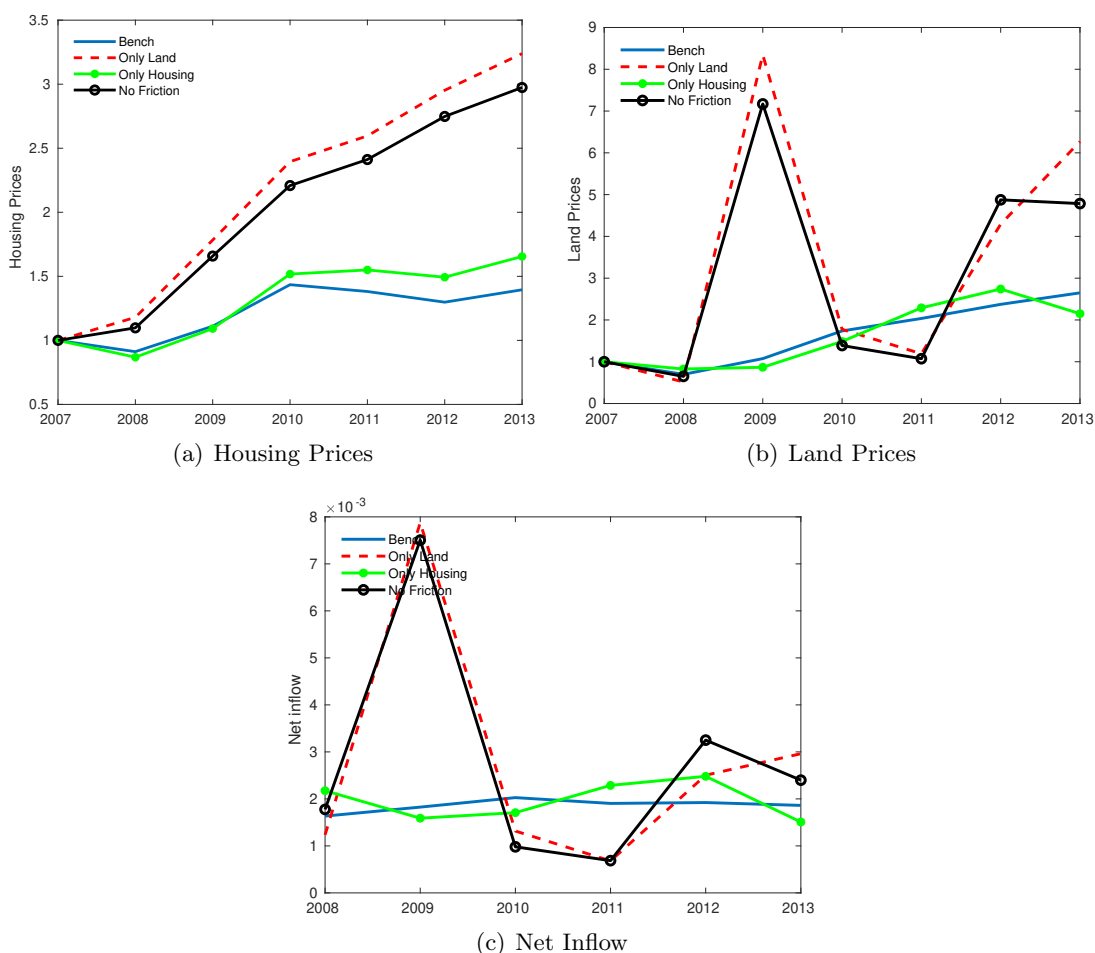 3.5
3
2.5
2
1.5
1
0.5
Housing Prices
Bench
Only Land
Only Housing
No Friction
2007 2008 2009 2010 2011 2012 2013
(a) Housing Prices
9
8
7
6
5
4
3
2
1
0
Land Prices
Bench
Only Land
Only Housing
No Friction
2007 2008 2009 2010 2011 2012 2013
(b) Land Prices
×10⁻³
8
7
6
5
4
3
2
1
0
Net inflow
Bench
Only Land
Only Housing
No Friction
2008 2009 2010 2011 2012 2013
(c) Net Inflow